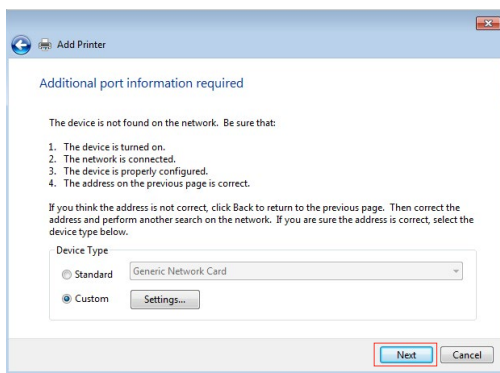 Add Printer
Additional port information required
The device is not found on the network. Be sure that:
1. The device is turned on.
2. The network is connected.
3. The device is properly configured.
4. The address on the previous page is correct.
If you think the address is not correct, click Back to return to the previous page. Then correct the
address and perform another search on the network. If you are sure the address is correct, select the
device type below.
Device Type
Standard Generic Network Card
Custom Settings...
Next Cancel